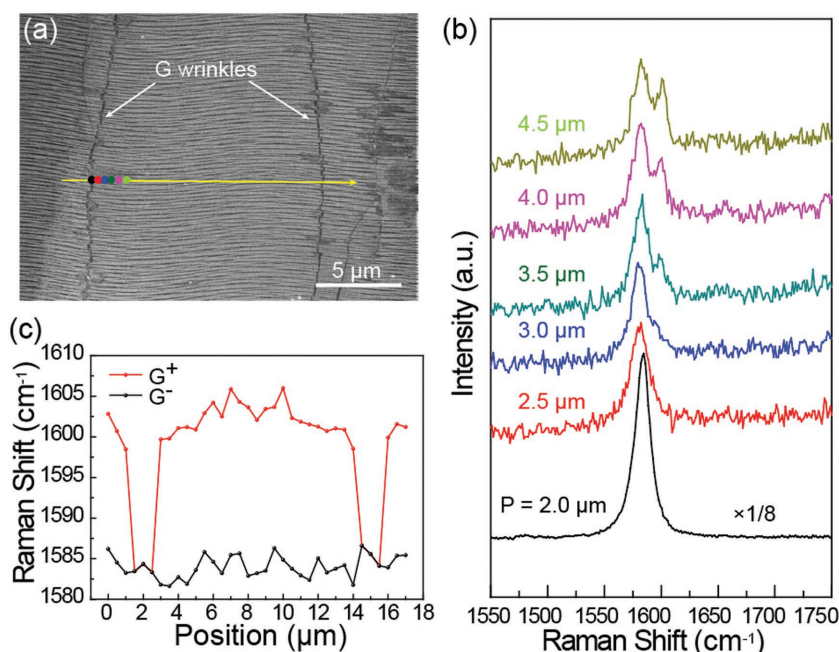 (a)
G wrinkles
5 µm
(b)
4.5 µm
4.0 µm
3.5 µm
3.0 µm
2.5 µm
P = 2.0 µm
×1/8
Intensity (a.u.)
1550 1600 1650 1700 1750
Raman Shift (cm⁻¹)
(c)
G⁺
G⁻
1610
1605
1600
1595
1590
1585
1580
Raman Shift (cm⁻¹)
0 2 4 6 8 10 12 14 16 18
Position (µm)